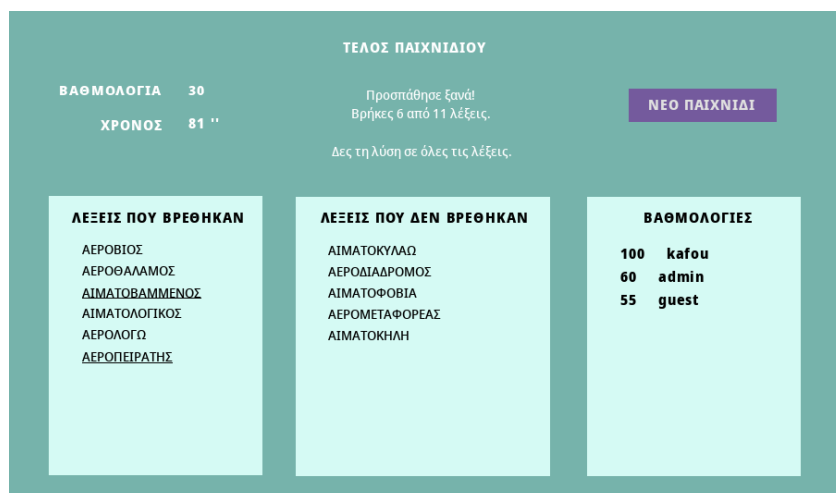 ΤΕΛΟΣ ΠΑΙΧΝΙΔΙΟΥ
ΒΑΘΜΟΛΟΓΙΑ 30
ΧΡΟΝΟΣ 81 ''
Προσπάθησε ξανά!
Βρήκες 6 από 11 λέξεις.
Δες τη λύση σε όλες τις λέξεις.
ΝΕΟ ΠΑΙΧΝΙΔΙ
ΛΕΞΕΙΣ ΠΟΥ ΒΡΕΘΗΚΑΝ
ΑΕΡΟΒΙΟΣ
ΑΕΡΟΘΑΛΑΜΟΣ
ΑΙΜΑΤΟΒΑΜΜΕΝΟΣ
ΑΙΜΑΤΟΛΟΓΙΚΟΣ
ΑΕΡΟΛΟΓΩ
ΑΕΡΟΠΕΙΡΑΤΗΣ
ΛΕΞΕΙΣ ΠΟΥ ΔΕΝ ΒΡΕΘΗΚΑΝ
ΑΙΜΑΤΟΚΥΛΑΩ
ΑΕΡΟΔΙΑΔΡΟΜΟΣ
ΑΙΜΑΤΟΦΟΒΙΑ
ΑΕΡΟΜΕΤΑΦΟΡΕΑΣ
ΑΙΜΑΤΟΚΗΛΗ
ΒΑΘΜΟΛΟΓΙΕΣ
100 kafou
60 admin
55 guest